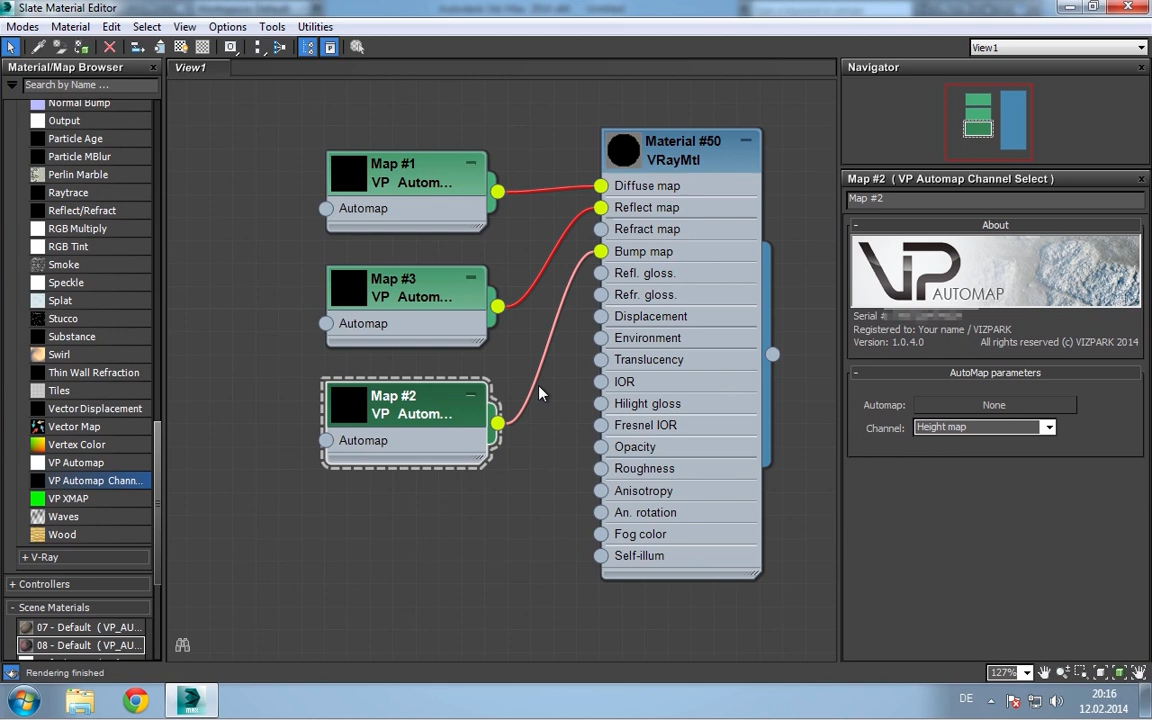 Slate Material Editor
Modes Material Edit Select View Options Tools Utilities
View1
Material/Map Browser
View1
Navigator
Search by Name ...
Normal Bump
Output
Particle Age
Particle MBlur
Perlin Marble
Raytrace
Reflect/Refract
RGB Multiply
RGB Tint
Smoke
Speckle
Splat
Stucco
Substance
Swirl
Thin Wall Refraction
Tiles
Vector Displacement
Vector Map
Vertex Color
VP Automap
VP Automap Chann...
VP XMAP
Waves
Wood
+ V-Ray
+ Controllers
- Scene Materials
07 - Default ( VP_AU...
08 - Default ( VP_AU...
Map #1
VP Autom...
Automap
Map #3
VP Autom...
Automap
Map #2
VP Autom...
Automap
Material #50
VRayMtl
Diffuse map
Reflect map
Refract map
Bump map
Refl. gloss.
Refr. gloss.
Displacement
Environment
Translucency
IOR
Hilight gloss
Fresnel IOR
Opacity
Roughness
Anisotropy
An. rotation
Fog color
Self-illum
Map #2 ( VP Automap Channel Select )
Map #2
- About
VP AUTOMAP
Serial #
Registered to: Your name / VIZPARK
Version: 1.0.4.0 All rights reserved (c) VIZPARK 2014
- AutoMap parameters
Automap: None
Channel: Height map
Rendering finished
127%
DE
20:16
12.02.2014